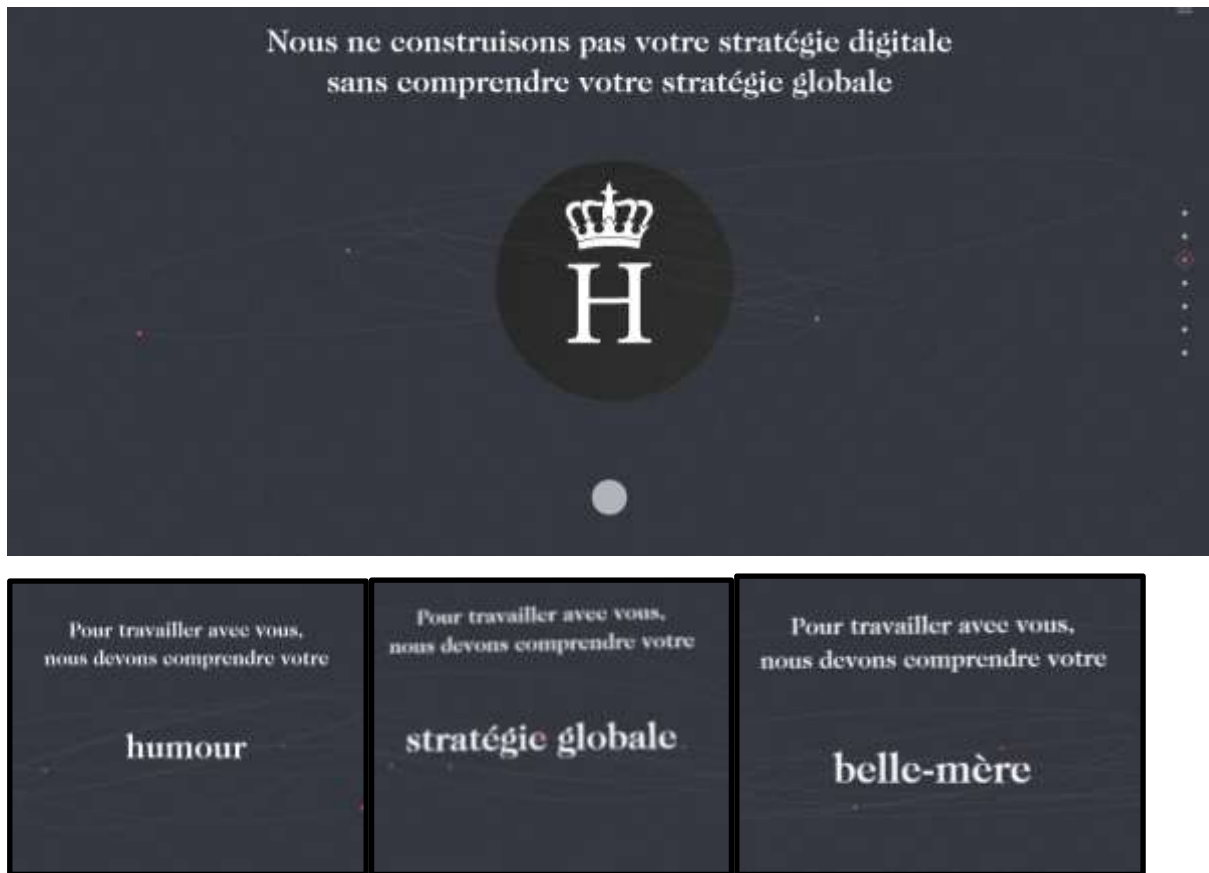 Nous ne construisons pas votre stratégie digitale
sans comprendre votre stratégie globale
H
Pour travailler avec vous,
nous devons comprendre votre
humour
Pour travailler avec vous,
nous devons comprendre votre
stratégie globale
Pour travailler avec vous,
nous devons comprendre votre
belle-mère